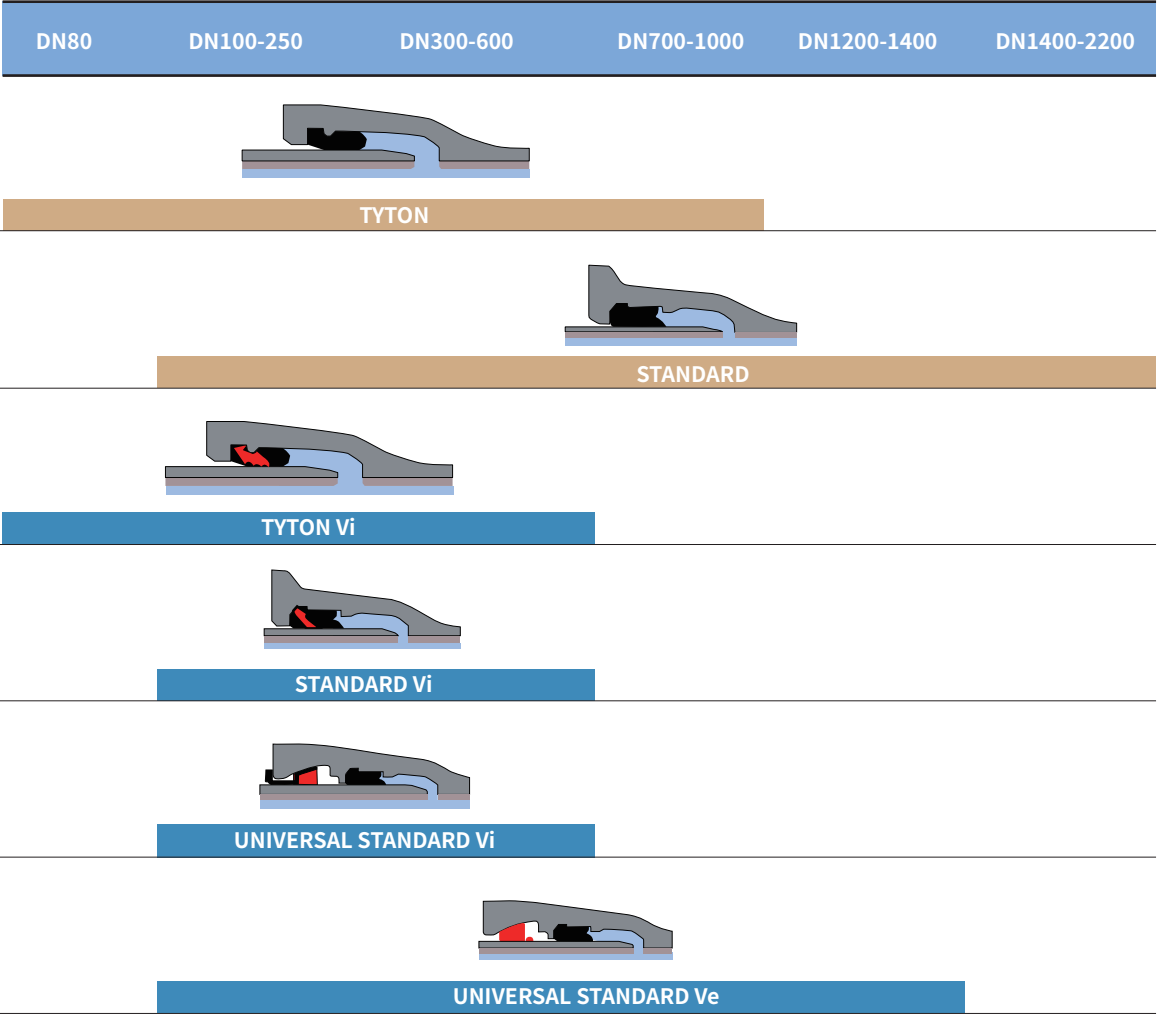 DN80 DN100-250 DN300-600 DN700-1000 DN1200-1400 DN1400-2200
TYTON
STANDARD
TYTON Vi
STANDARD Vi
UNIVERSAL STANDARD Vi
UNIVERSAL STANDARD Ve